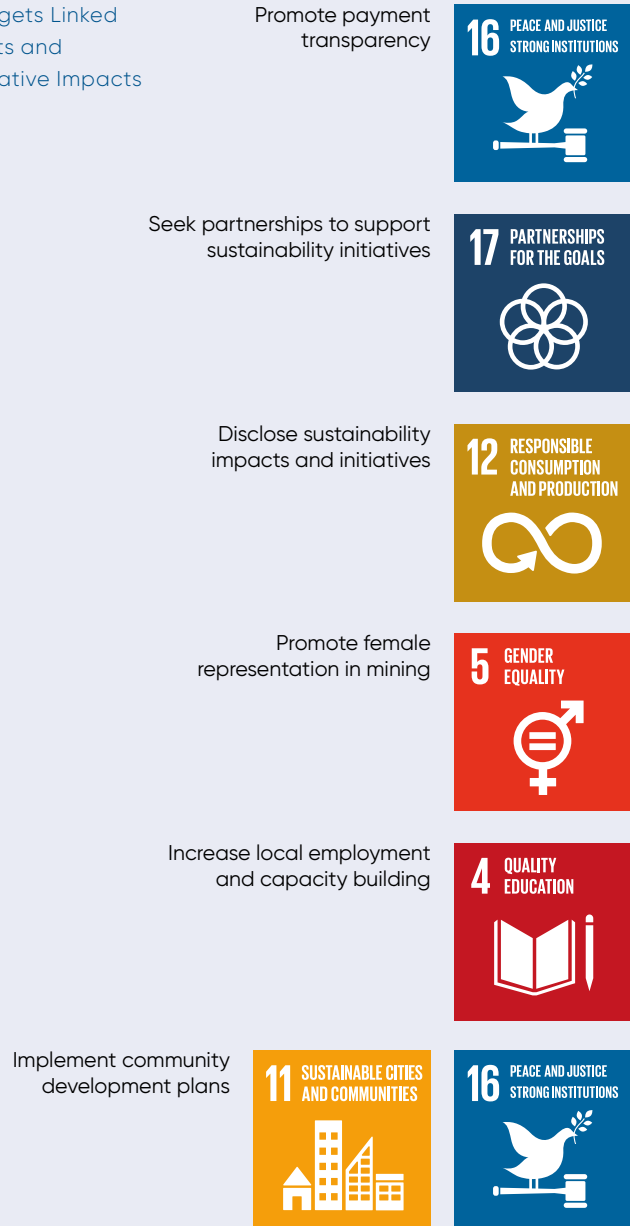 gets Linked
ts and
ative Impacts
Promote payment
transparency
16 PEACE AND JUSTICE
STRONG INSTITUTIONS
Seek partnerships to support
sustainability initiatives
17 PARTNERSHIPS
FOR THE GOALS
Disclose sustainability
impacts and initiatives
12 RESPONSIBLE
CONSUMPTION
AND PRODUCTION
Promote female
representation in mining
5 GENDER
EQUALITY
Increase local employment
and capacity building
4 QUALITY
EDUCATION
Implement community
development plans
11 SUSTAINABLE CITIES
AND COMMUNITIES
16 PEACE AND JUSTICE
STRONG INSTITUTIONS